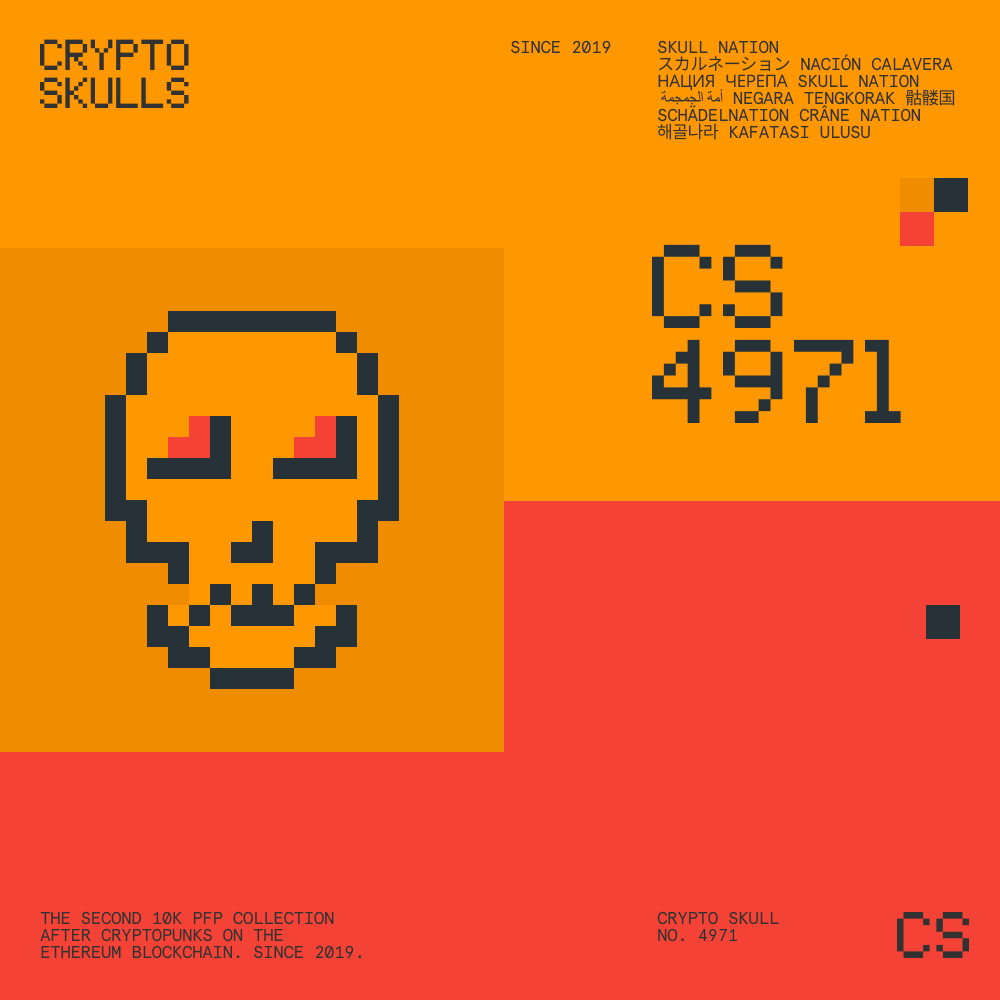 CRYPTO
SKULLS
SINCE 2019
SKULL NATION
スカルネーション NACIÓN CALAVERA
НАЦИЯ ЧЕРЕПА SKULL NATION
أمة الجمجمة NEGARA TENGKORAK 骷髅国
SCHÄDELNATION CRÂNE NATION
해골나라 KAFATASI ULUSU
CS
4971
THE SECOND 10K PFP COLLECTION
AFTER CRYPTOPUNKS ON THE
ETHEREUM BLOCKCHAIN. SINCE 2019.
CRYPTO SKULL
NO. 4971
CS